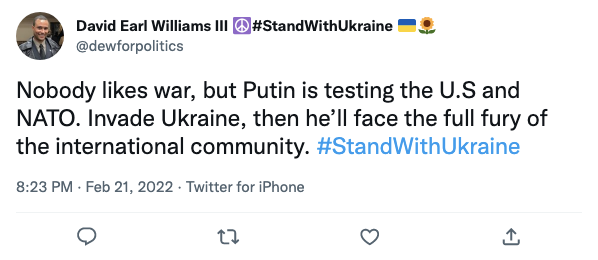 David Earl Williams III ☮#StandWithUkraine 🇺🇦🌻
@dewforpolitics
Nobody likes war, but Putin is testing the U.S and
NATO. Invade Ukraine, then he’ll face the full fury of
the international community. #StandWithUkraine
8:23 PM · Feb 21, 2022 · Twitter for iPhone